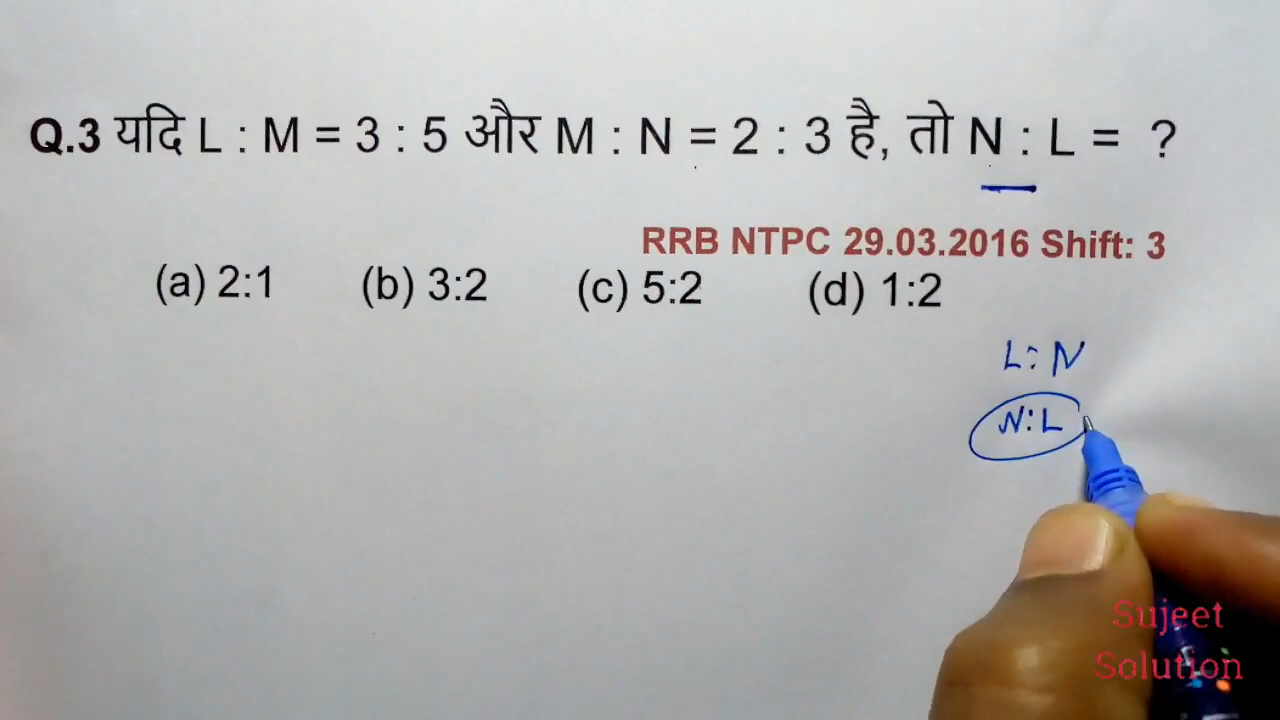 Q.3 यदि L : M = 3 : 5 और M : N = 2 : 3 है, तो N : L = ?
RRB NTPC 29.03.2016 Shift: 3
(a) 2:1 (b) 3:2 (c) 5:2 (d) 1:2
L:N
N:L
Sujeet
Solution